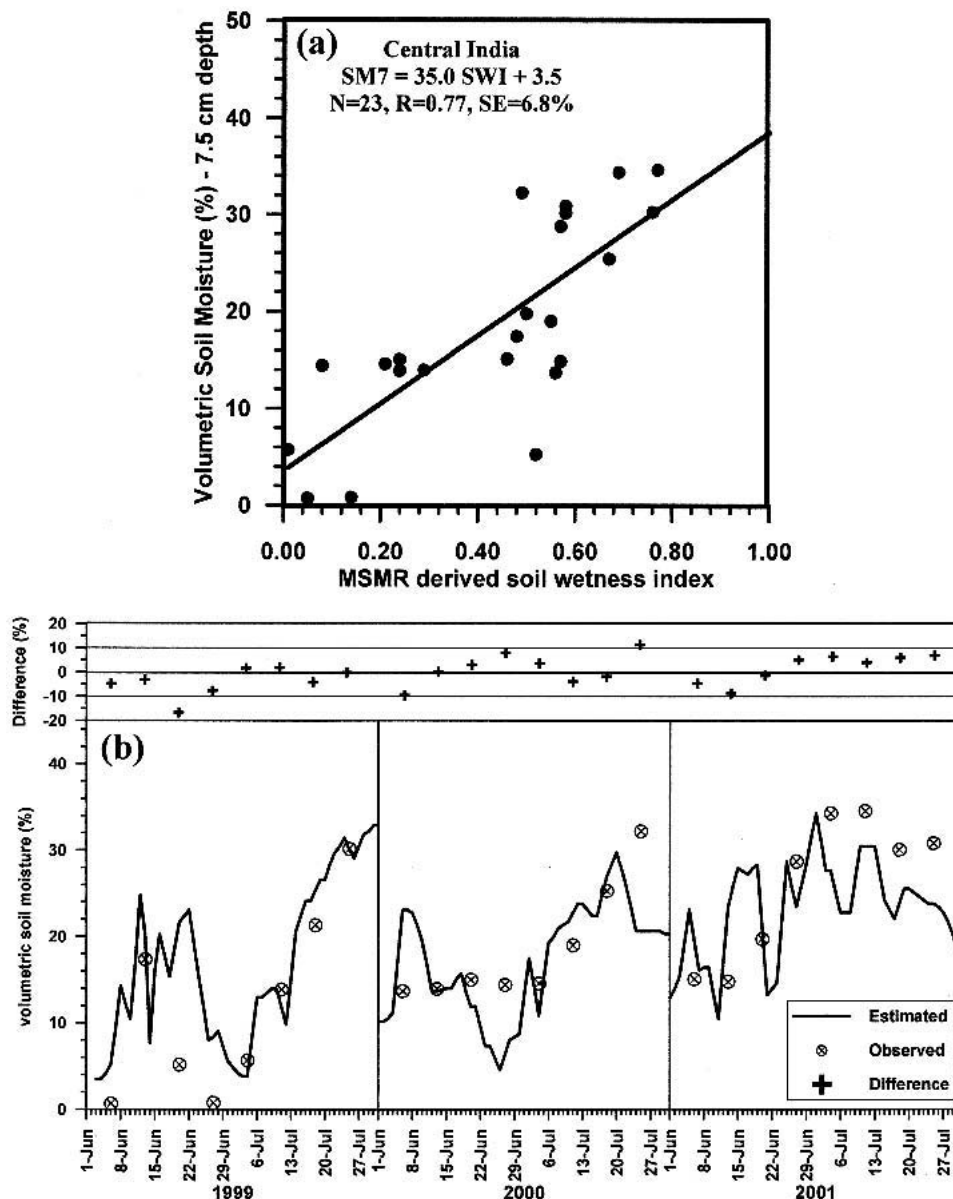 (a)
Central India
SM7 = 35.0 SWI + 3.5
N=23, R=0.77, SE=6.8%
Volumetric Soil Moisture (%) - 7.5 cm depth
50
40
30
20
10
0
0.00 0.20 0.40 0.60 0.80 1.00
MSMR derived soil wetness index
Difference (%)
20
10
0
-10
-20
(b)
volumetric soil moisture (%)
40
30
20
10
0
Estimated
Observed
Difference
1-Jun 8-Jun 15-Jun 22-Jun 29-Jun 6-Jul 13-Jul 20-Jul 27-Jul 1-Jun 8-Jun 15-Jun 22-Jun 29-Jun 6-Jul 13-Jul 20-Jul 27-Jul 1-Jun 8-Jun 15-Jun 22-Jun 29-Jun 6-Jul 13-Jul 20-Jul 27-Jul
1999 2000 2001